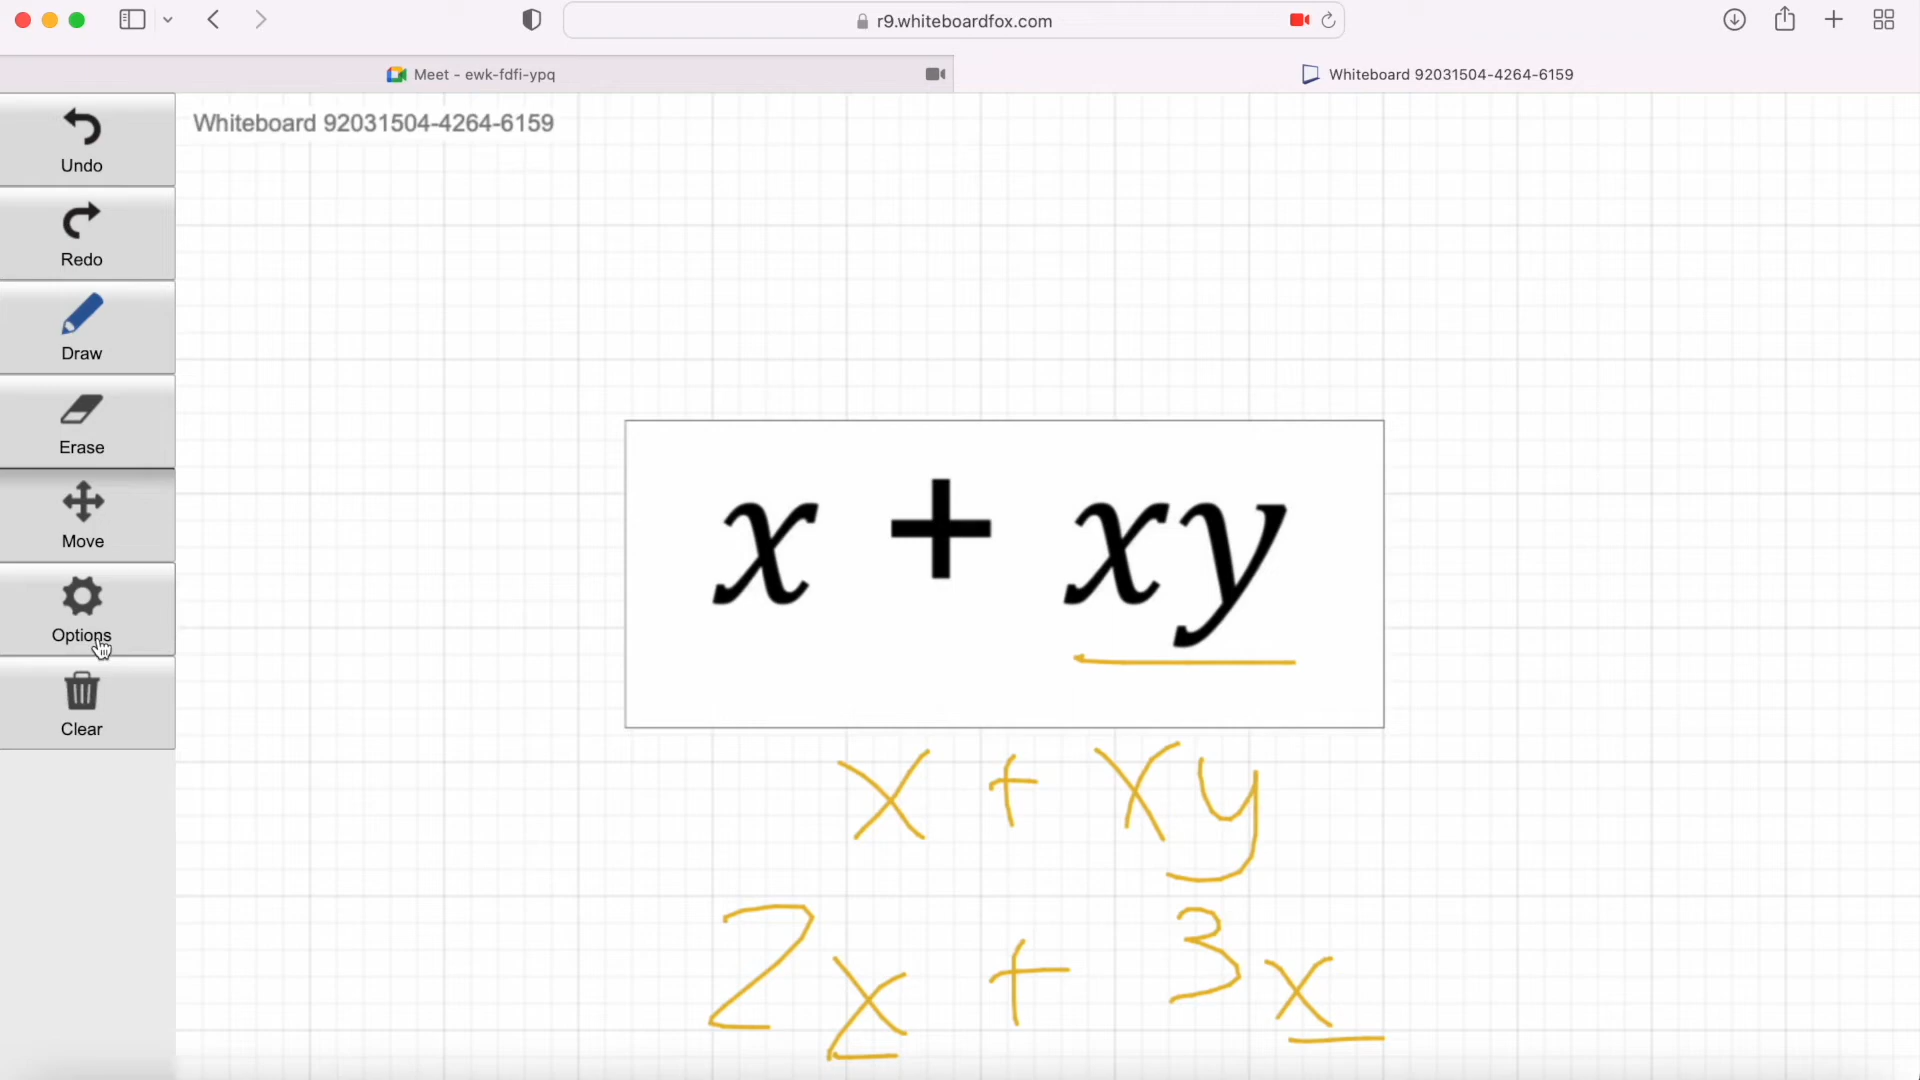 r9.whiteboardfox.com
Meet - ewk-fdfi-ypq
Whiteboard 92031504-4264-6159
Whiteboard 92031504-4264-6159
Undo
Redo
Draw
Erase
Move
Options
Clear
x + xy
x + xy
2x + 3x